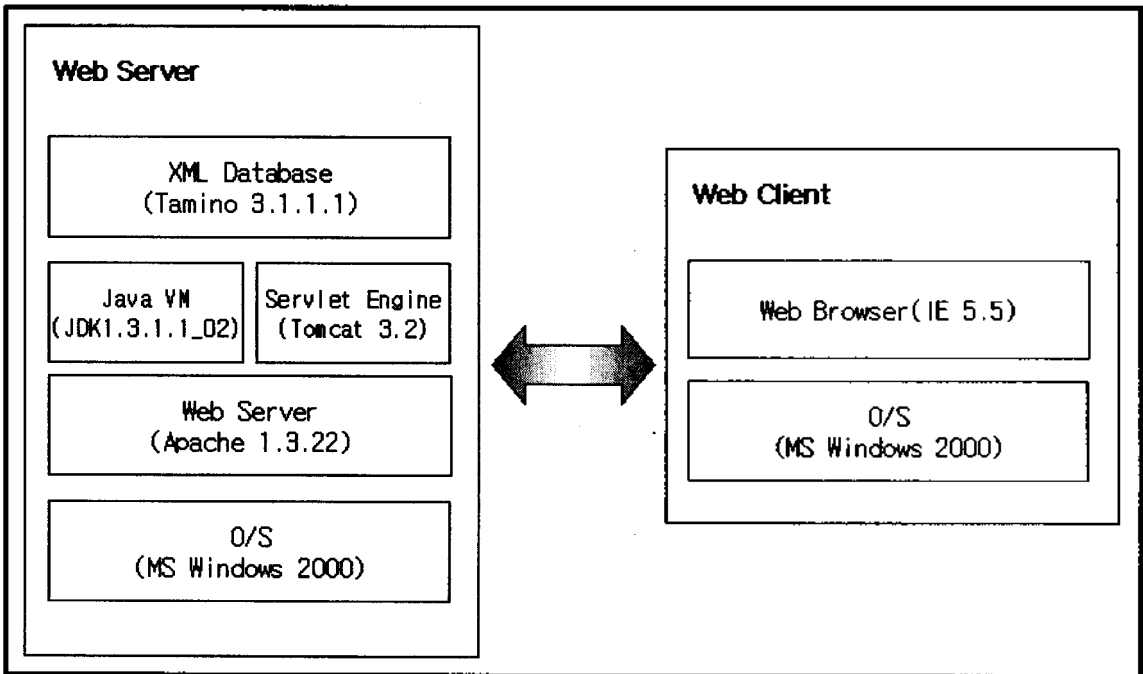 Web Server
XML Database
(Tamino 3.1.1.1)
Java VM
(JDK1.3.1.1_02)
Servlet Engine
(Tomcat 3.2)
Web Server
(Apache 1.3.22)
O/S
(MS Windows 2000)
Web Client
Web Browser(IE 5.5)
O/S
(MS Windows 2000)